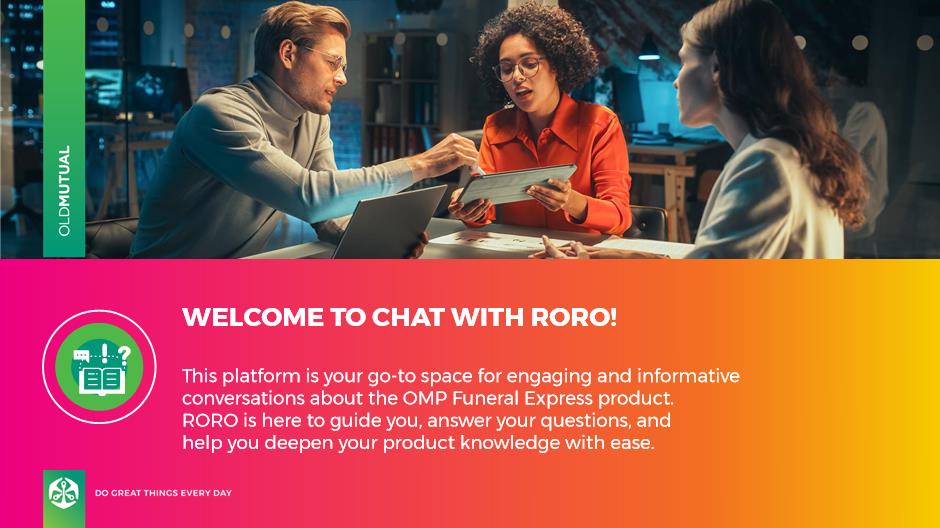 OLDMUTUAL
WELCOME TO CHAT WITH RORO!
This platform is your go-to space for engaging and informative
conversations about the OMP Funeral Express product.
RORO is here to guide you, answer your questions, and
help you deepen your product knowledge with ease.
DO GREAT THINGS EVERY DAY